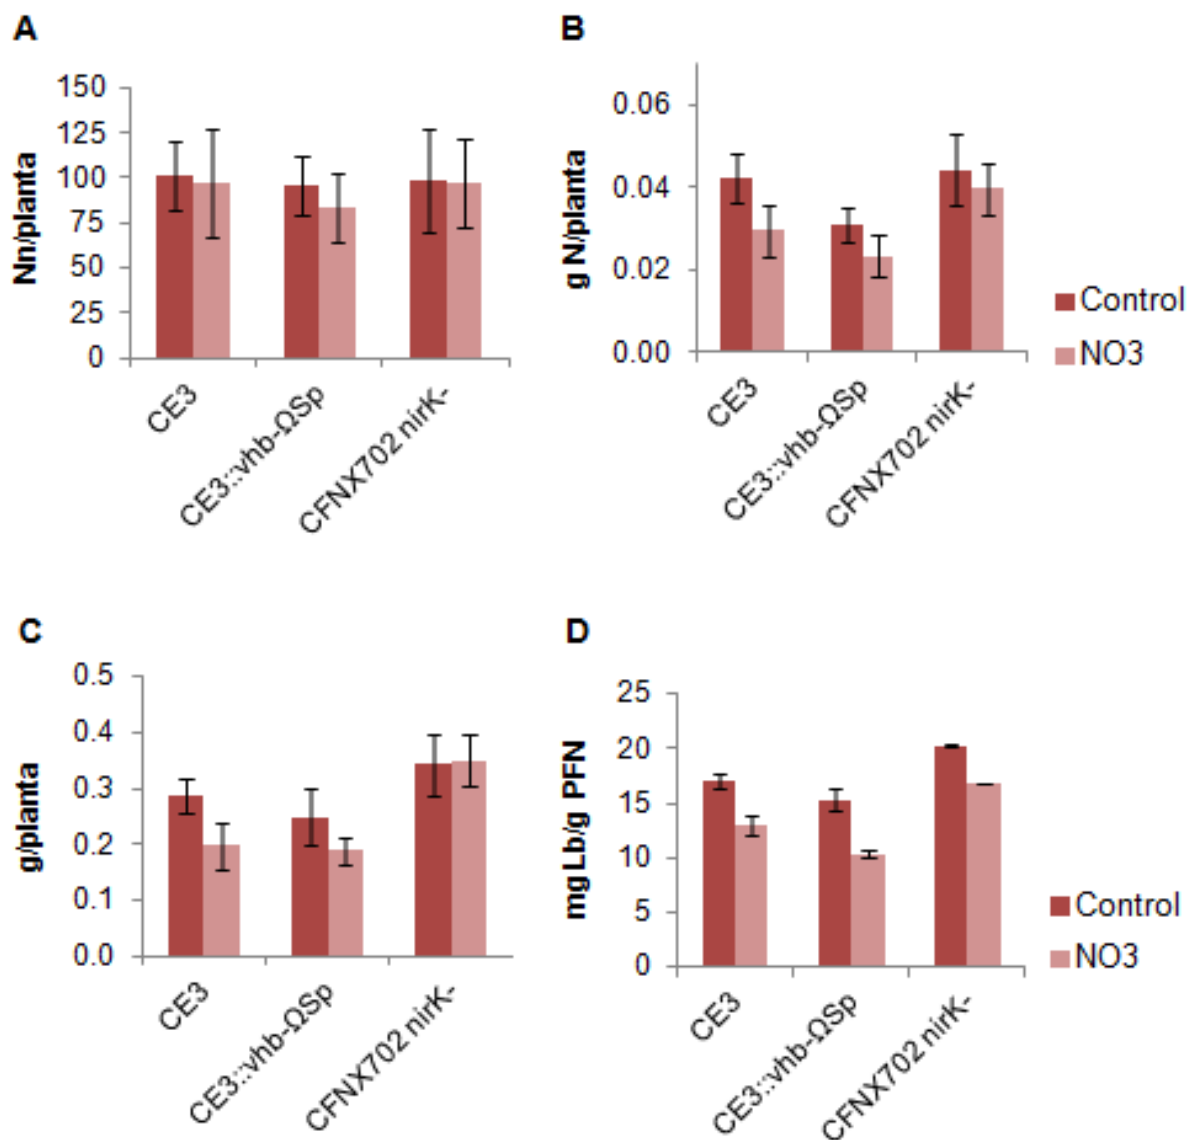 A
Nn/planta
150
125
100
75
50
25
0
CE3
CE3::vhb-ΩSp
CFNX702 nirK-
B
g N/planta
0.06
0.04
0.02
0.00
CE3
CE3::vhb-ΩSp
CFNX702 nirK-
Control
NO3
C
g/planta
0.5
0.4
0.3
0.2
0.1
0.0
CE3
CE3::vhb-ΩSp
CFNX702 nirK-
D
mg Lb/g PFN
25
20
15
10
5
0
CE3
CE3::vhb-ΩSp
CFNX702 nirK-
Control
NO3